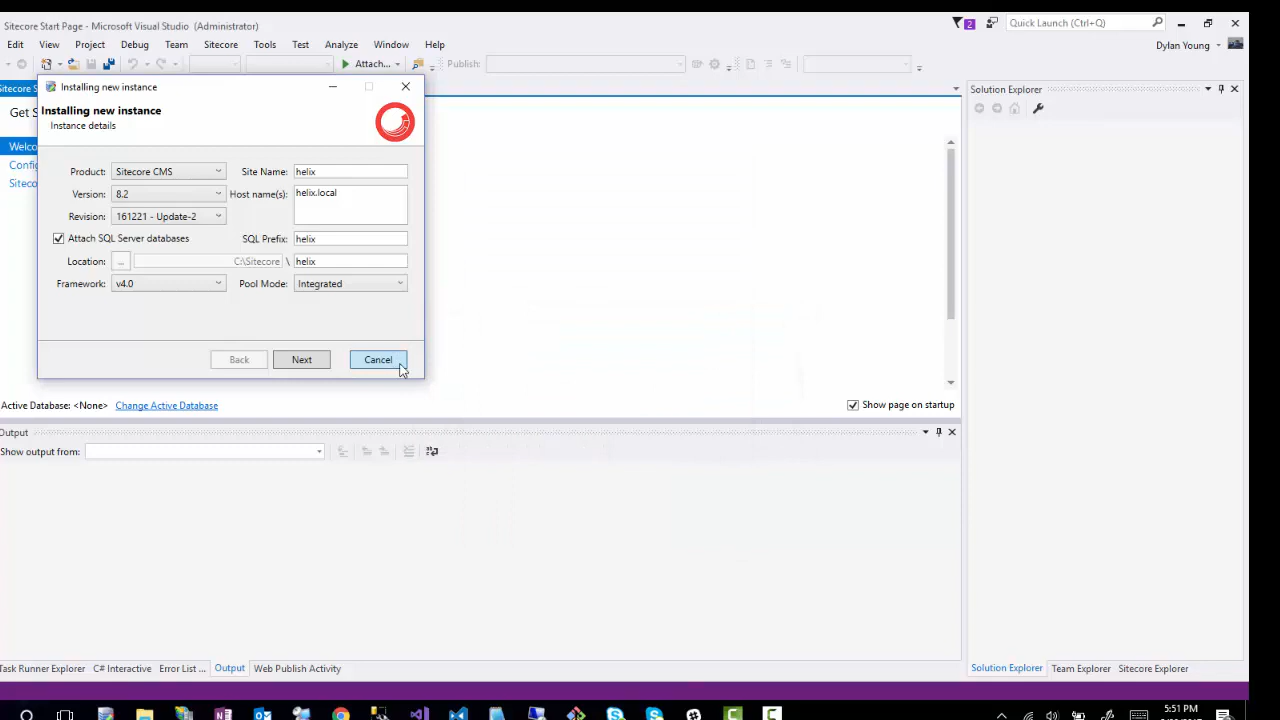 Sitecore Start Page - Microsoft Visual Studio (Administrator)
2
Quick Launch (Ctrl+Q)
Edit View Project Debug Team Sitecore Tools Test Analyze Window Help
Dylan Young
Attach...
Publish:
Sitecore S
Installing new instance
Solution Explorer
Get S
Installing new instance
Instance details
Welco
Config
Siteco
Product: Sitecore CMS
Site Name: helix
Version: 8.2
Host name(s): helix.local
Revision: 161221 - Update-2
Attach SQL Server databases
SQL Prefix: helix
Location: ... C:\Sitecore \ helix
Framework: v4.0
Pool Mode: Integrated
Back Next Cancel
Active Database: <None> Change Active Database
Show page on startup
Output
Show output from:
Task Runner Explorer C# Interactive Error List ... Output Web Publish Activity
Solution Explorer Team Explorer Sitecore Explorer
5:51 PM